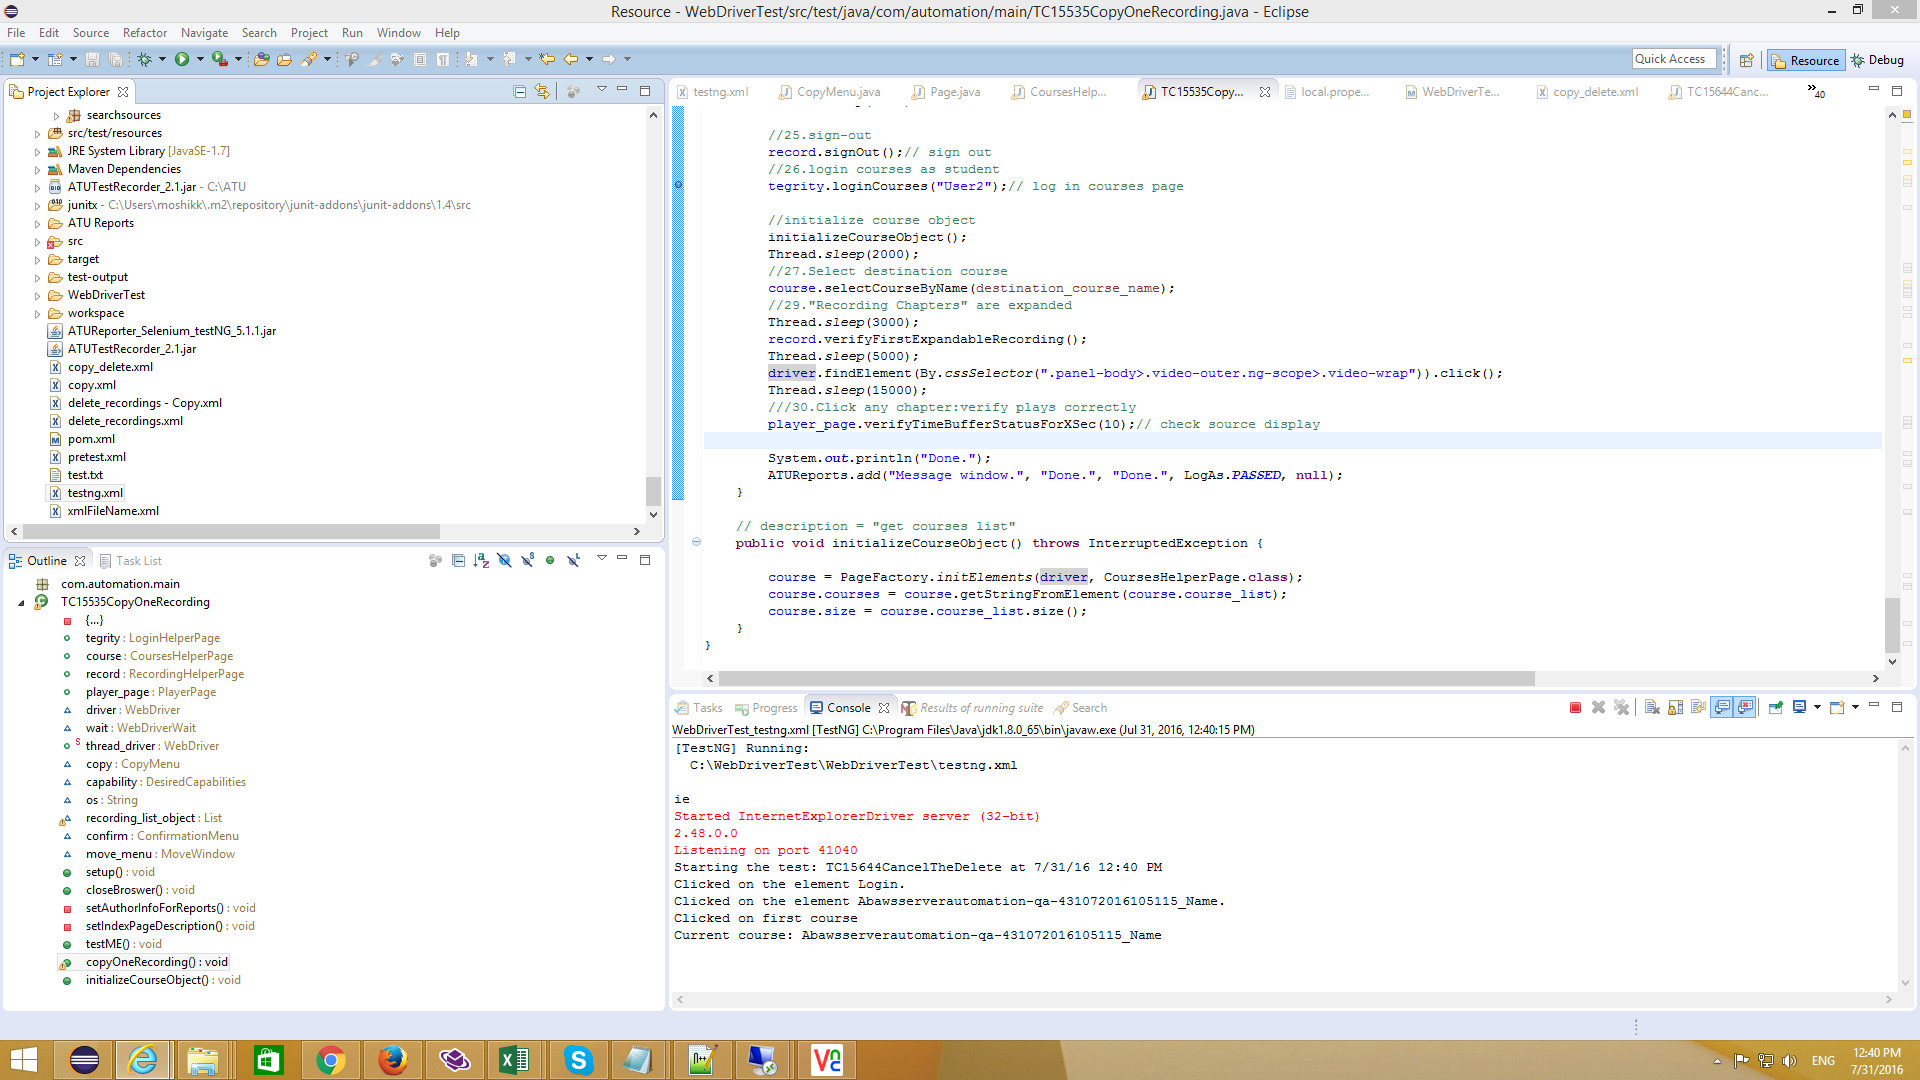 Resource - WebDriverTest/src/test/java/com/automation/main/TC15535CopyOneRecording.java - Eclipse
File Edit Source Refactor Navigate Search Project Run Window Help
Quick Access
Resource
Debug
Project Explorer
searchsources
src/test/resources
JRE System Library [JavaSE-1.7]
Maven Dependencies
ATUTestRecorder_2.1.jar - C:\ATU
junitx - C:\Users\moshikk\.m2\repository\junit-addons\junit-addons\1.4\src
ATU Reports
src
target
test-output
WebDriverTest
workspace
ATUReporter_Selenium_testNG_5.1.1.jar
ATUTestRecorder_2.1.jar
copy_delete.xml
copy.xml
delete_recordings - Copy.xml
delete_recordings.xml
pom.xml
pretest.xml
test.txt
testng.xml
xmlFileName.xml
Outline
Task List
com.automation.main
TC15535CopyOneRecording
{...}
tegrity : LoginHelperPage
course : CoursesHelperPage
record : RecordingHelperPage
player_page : PlayerPage
driver : WebDriver
wait : WebDriverWait
thread_driver : WebDriver
copy : CopyMenu
capability : DesiredCapabilities
os : String
recording_list_object : List
confirm : ConfirmationMenu
move_menu : MoveWindow
setup() : void
closeBroswer() : void
setAuthorInfoForReports() : void
setIndexPageDescription() : void
testME() : void
copyOneRecording() : void
initializeCourseObject() : void
testng.xml
CopyMenu.java
Page.java
CoursesHelp...
TC15535Copy...
local.prope...
WebDriverTe...
copy_delete.xml
TC15644Canc...
40
//25.sign-out
record.signOut();// sign out
//26.login courses as student
tegrity.loginCourses("User2");// log in courses page
//initialize course object
initializeCourseObject();
Thread.sleep(2000);
//27.Select destination course
course.selectCourseByName(destination_course_name);
//29."Recording Chapters" are expanded
Thread.sleep(3000);
record.verifyFirstExpandableRecording();
Thread.sleep(5000);
driver.findElement(By.cssSelector(".panel-body>.video-outer.ng-scope>.video-wrap")).click();
Thread.sleep(15000);
///30.Click any chapter:verify plays correctly
player_page.verifyTimeBufferStatusForXSec(10);// check source display
System.out.println("Done.");
ATUReports.add("Message window.", "Done.", "Done.", LogAs.PASSED, null);
}
// description = "get courses list"
public void initializeCourseObject() throws InterruptedException {
course = PageFactory.initElements(driver, CoursesHelperPage.class);
course.courses = course.getStringFromElement(course.course_list);
course.size = course.course_list.size();
}
}
Tasks
Progress
Console
Results of running suite
Search
WebDriverTest_testng.xml [TestNG] C:\Program Files\Java\jdk1.8.0_65\bin\javaw.exe (Jul 31, 2016, 12:40:15 PM)
[TestNG] Running:
C:\WebDriverTest\WebDriverTest\testng.xml
ie
Started InternetExplorerDriver server (32-bit)
2.48.0.0
Listening on port 41040
Starting the test: TC15644CancelTheDelete at 7/31/16 12:40 PM
Clicked on the element Login.
Clicked on the element Abawsserverautomation-qa-431072016105115_Name.
Clicked on first course
Current course: Abawsserverautomation-qa-431072016105115_Name
ENG
12:40 PM
7/31/2016